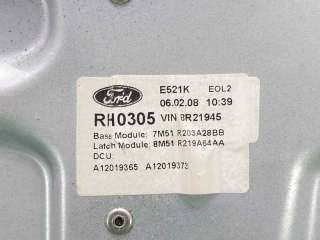 Ford E521K EOL2
06.02.08 10:39
RH0305 VIN 8R21945
Base Module: 7M51 R203A28BB
Latch Module: 8M51 R219A64AA
DCU:
A12019365 A12019373